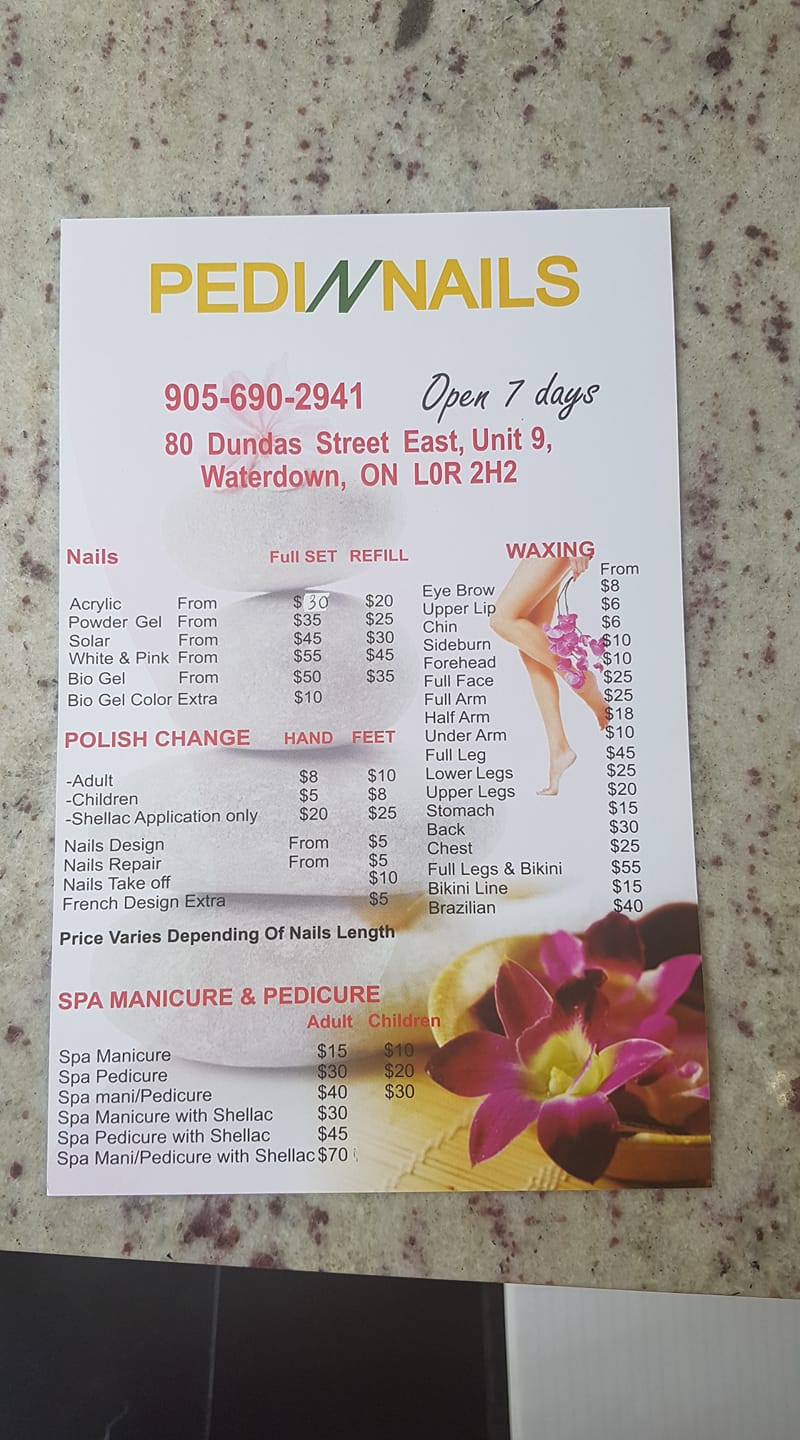 PEDINNAILS
905-690-2941 Open 7 days
80 Dundas Street East, Unit 9,
Waterdown, ON L0R 2H2
Nails Full SET REFILL
Acrylic From $30 $20
Powder Gel From $35 $25
Solar From $45 $30
White & Pink From $55 $45
Bio Gel From $50 $35
Bio Gel Color Extra $10
POLISH CHANGE HAND FEET
-Adult $8 $10
-Children $5 $8
-Shellac Application only $20 $25
Nails Design From $5
Nails Repair From $5
Nails Take off $10
French Design Extra $5
Price Varies Depending Of Nails Length
WAXING
From
Eye Brow $8
Upper Lip $6
Chin $6
Sideburn $10
Forehead $10
Full Face $25
Full Arm $25
Half Arm $18
Under Arm $10
Full Leg $45
Lower Legs $25
Upper Legs $20
Stomach $15
Back $30
Chest $25
Full Legs & Bikini $55
Bikini Line $15
Brazilian $40
SPA MANICURE & PEDICURE
Adult Children
Spa Manicure $15 $10
Spa Pedicure $30 $20
Spa mani/Pedicure $40 $30
Spa Manicure with Shellac $30
Spa Pedicure with Shellac $45
Spa Mani/Pedicure with Shellac $70